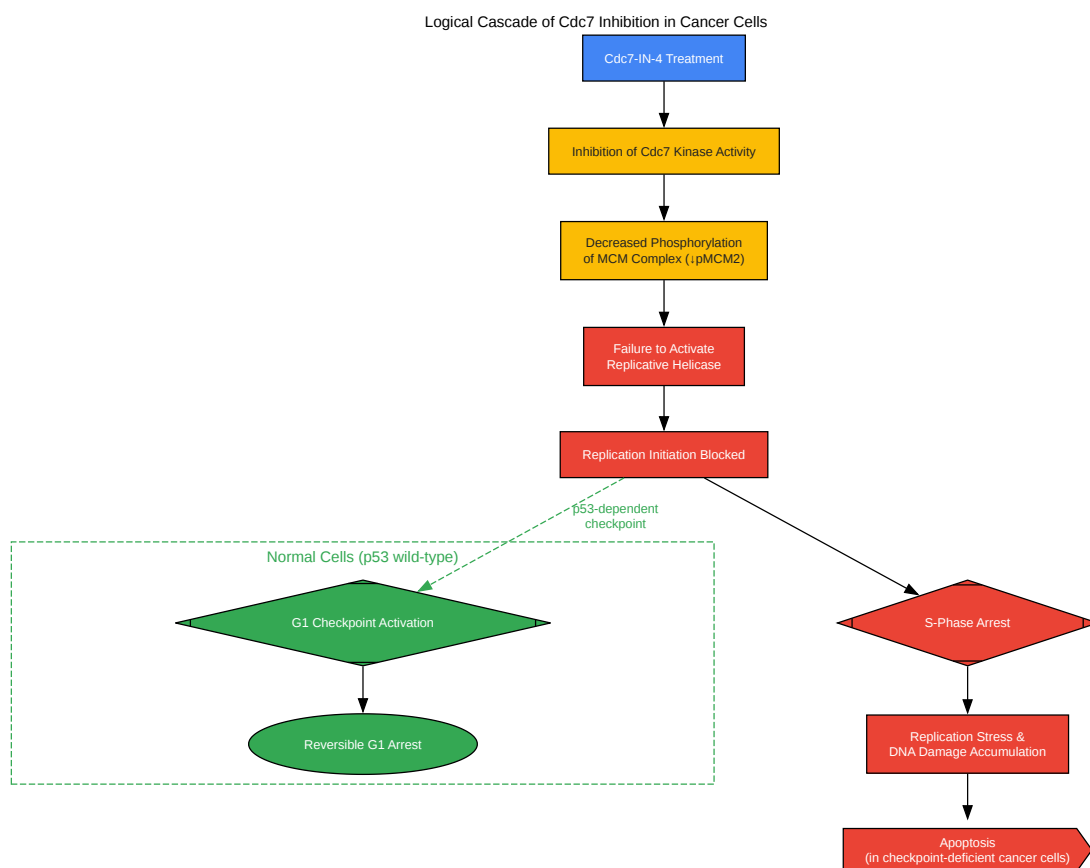 Logical Cascade of Cdc7 Inhibition in Cancer Cells
Cdc7-IN-4 Treatment
Inhibition of Cdc7 Kinase Activity
Decreased Phosphorylation
of MCM Complex (↓pMCM2)
Failure to Activate
Replicative Helicase
Replication Initiation Blocked
p53-dependent
checkpoint
Normal Cells (p53 wild-type)
G1 Checkpoint Activation
S-Phase Arrest
Reversible G1 Arrest
Replication Stress &
DNA Damage Accumulation
Apoptosis
(in checkpoint-deficient cancer cells)